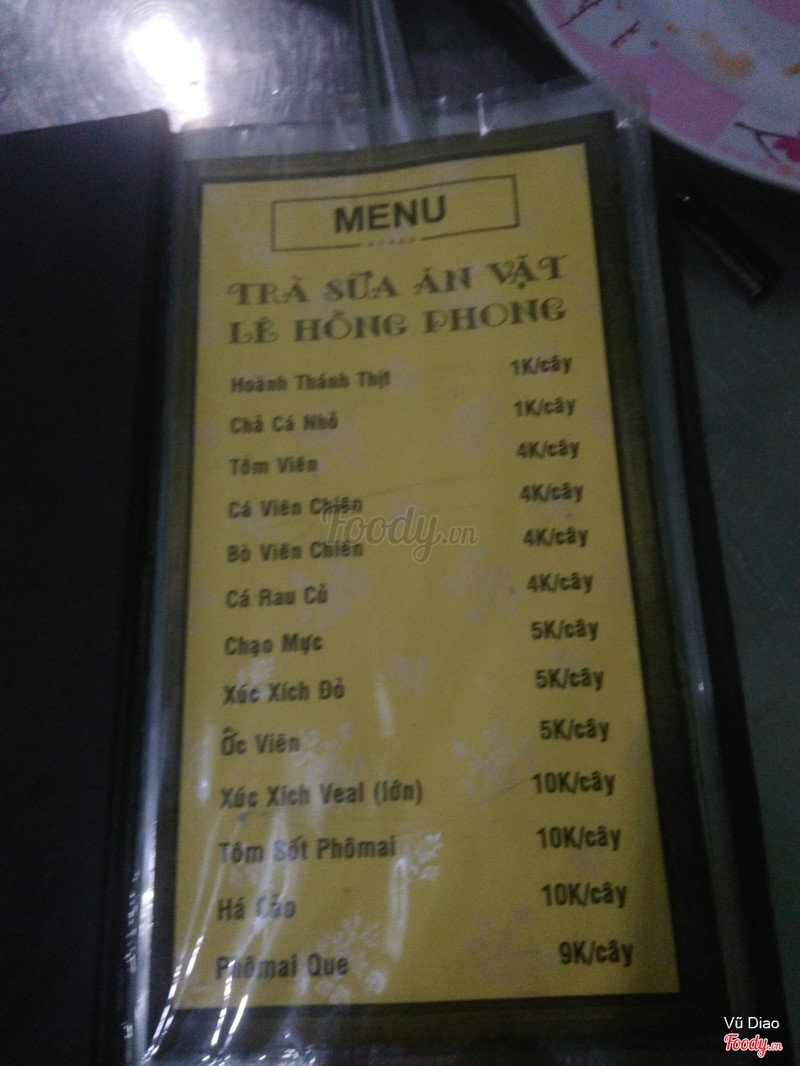 MENU
TRÀ SỮA ĂN VẶT
LÊ HỒNG PHONG
Hoành Thánh Thịt 1K/cây
Chả Cá Nhỏ 1K/cây
Tôm Viên 4K/cây
Cá Viên Chiên 4K/cây
Bò Viên Chiên 4K/cây
Cá Rau Củ 4K/cây
Chạo Mực 5K/cây
Xúc Xích Đỏ 5K/cây
Ốc Viên 5K/cây
Xúc Xích Veal (lớn) 10K/cây
Tôm Sốt Phômai 10K/cây
Há Cảo 10K/cây
Phômai Que 9K/cây
Foody.vn
Vũ Diao
Foody.vn